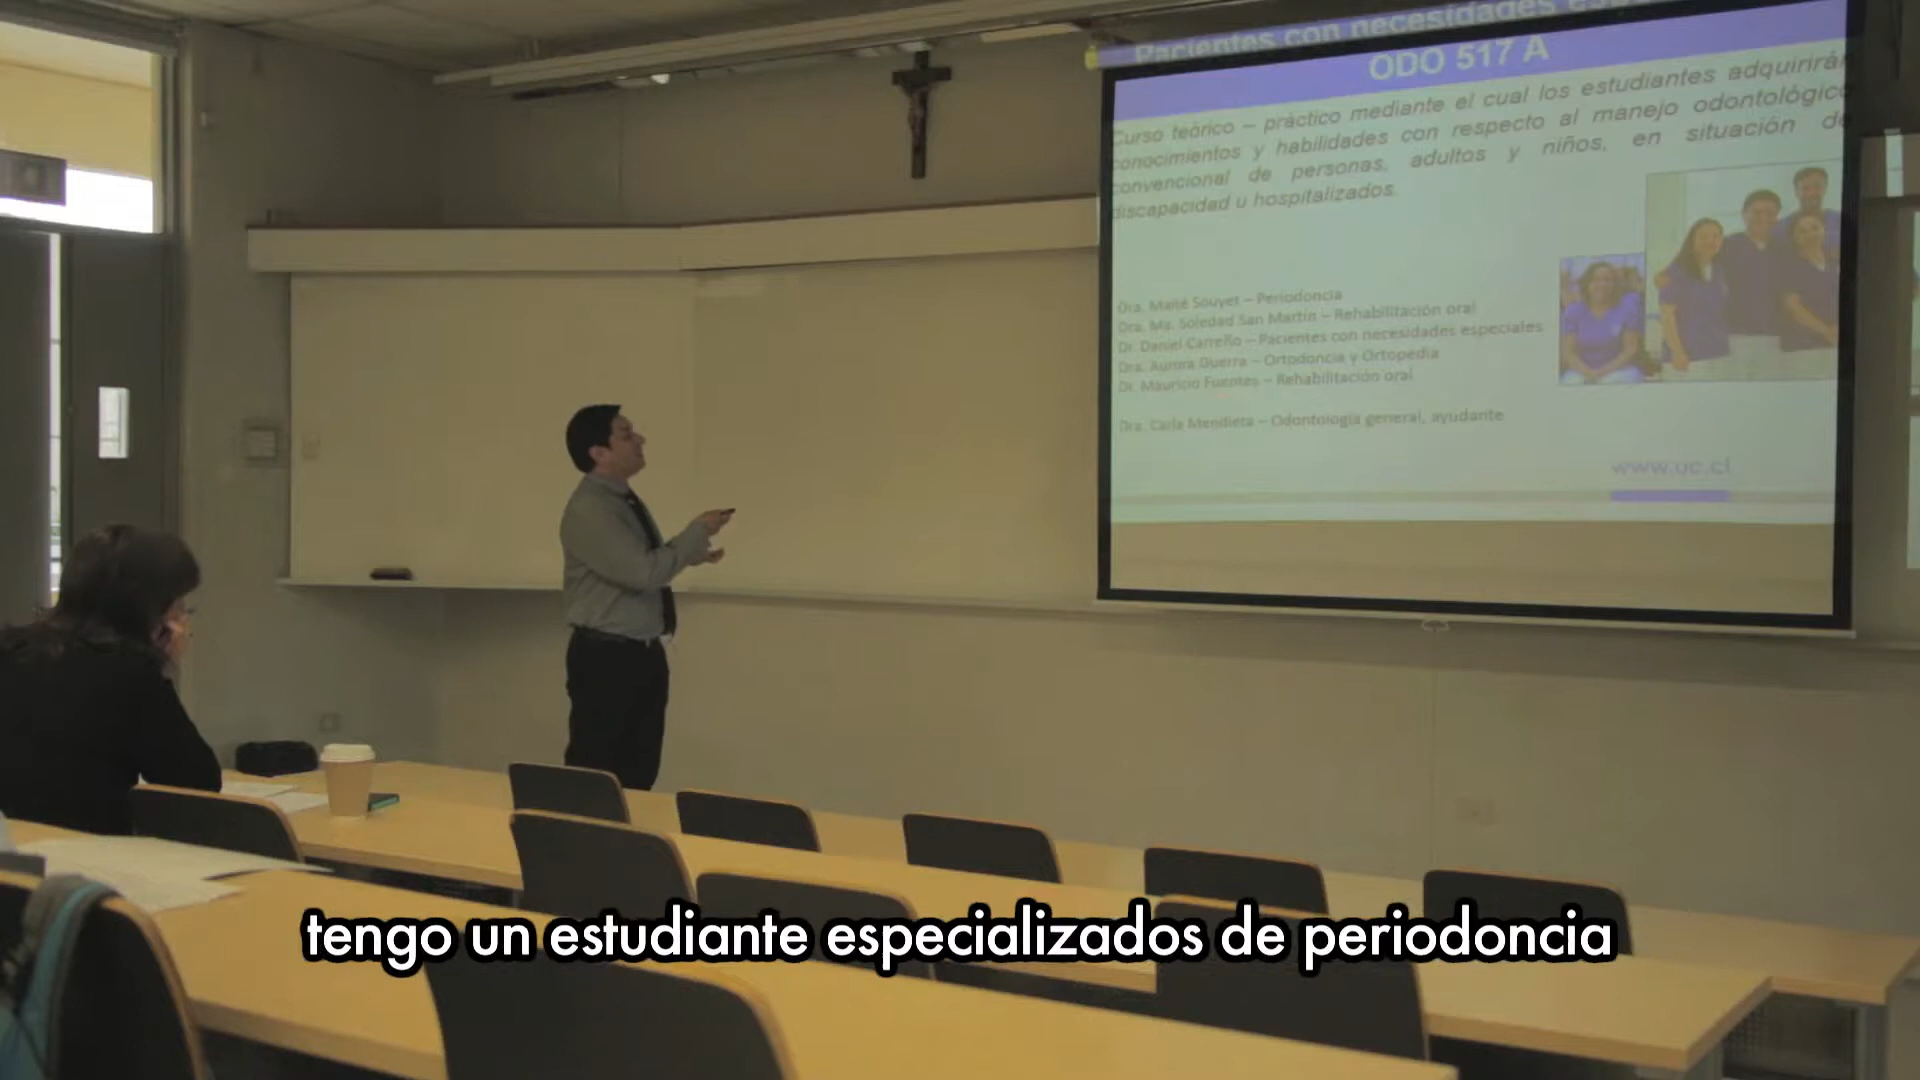 Pacientes con necesidades
ODO 517 A
Curso teórico – práctico mediante el cual los estudiantes adquirirán
conocimientos y habilidades con respecto al manejo odontológico
convencional de personas, adultos y niños, en situación de
discapacidad u hospitalizados.
Dra. Maité Souyet – Periodoncia
Dra. Ma. Soledad San Martín – Rehabilitación oral
Dr. Daniel Carreño – Pacientes con necesidades especiales
Dra. Aurora Guerra – Ortodoncia y Ortopedia
Dr. Mauricio Fuentes – Rehabilitación oral
Dra. Carla Mendieta – Odontología general, ayudante
www.uc.cl
tengo un estudiante especializados de periodoncia